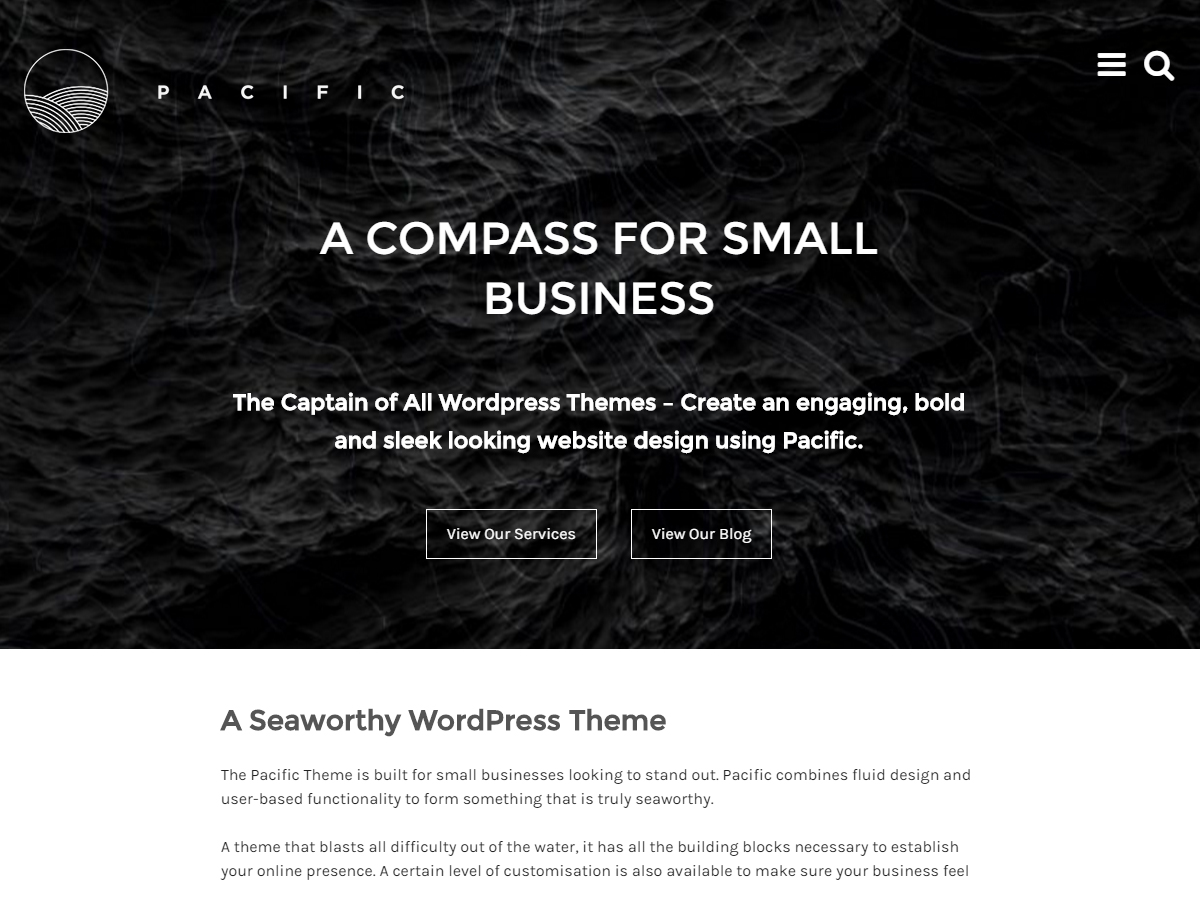 PACIFIC
A COMPASS FOR SMALL
BUSINESS
The Captain of All Wordpress Themes – Create an engaging, bold
and sleek looking website design using Pacific.
View Our Services
View Our Blog
A Seaworthy WordPress Theme
The Pacific Theme is built for small businesses looking to stand out. Pacific combines fluid design and
user-based functionality to form something that is truly seaworthy.
A theme that blasts all difficulty out of the water, it has all the building blocks necessary to establish
your online presence. A certain level of customisation is also available to make sure your business feel